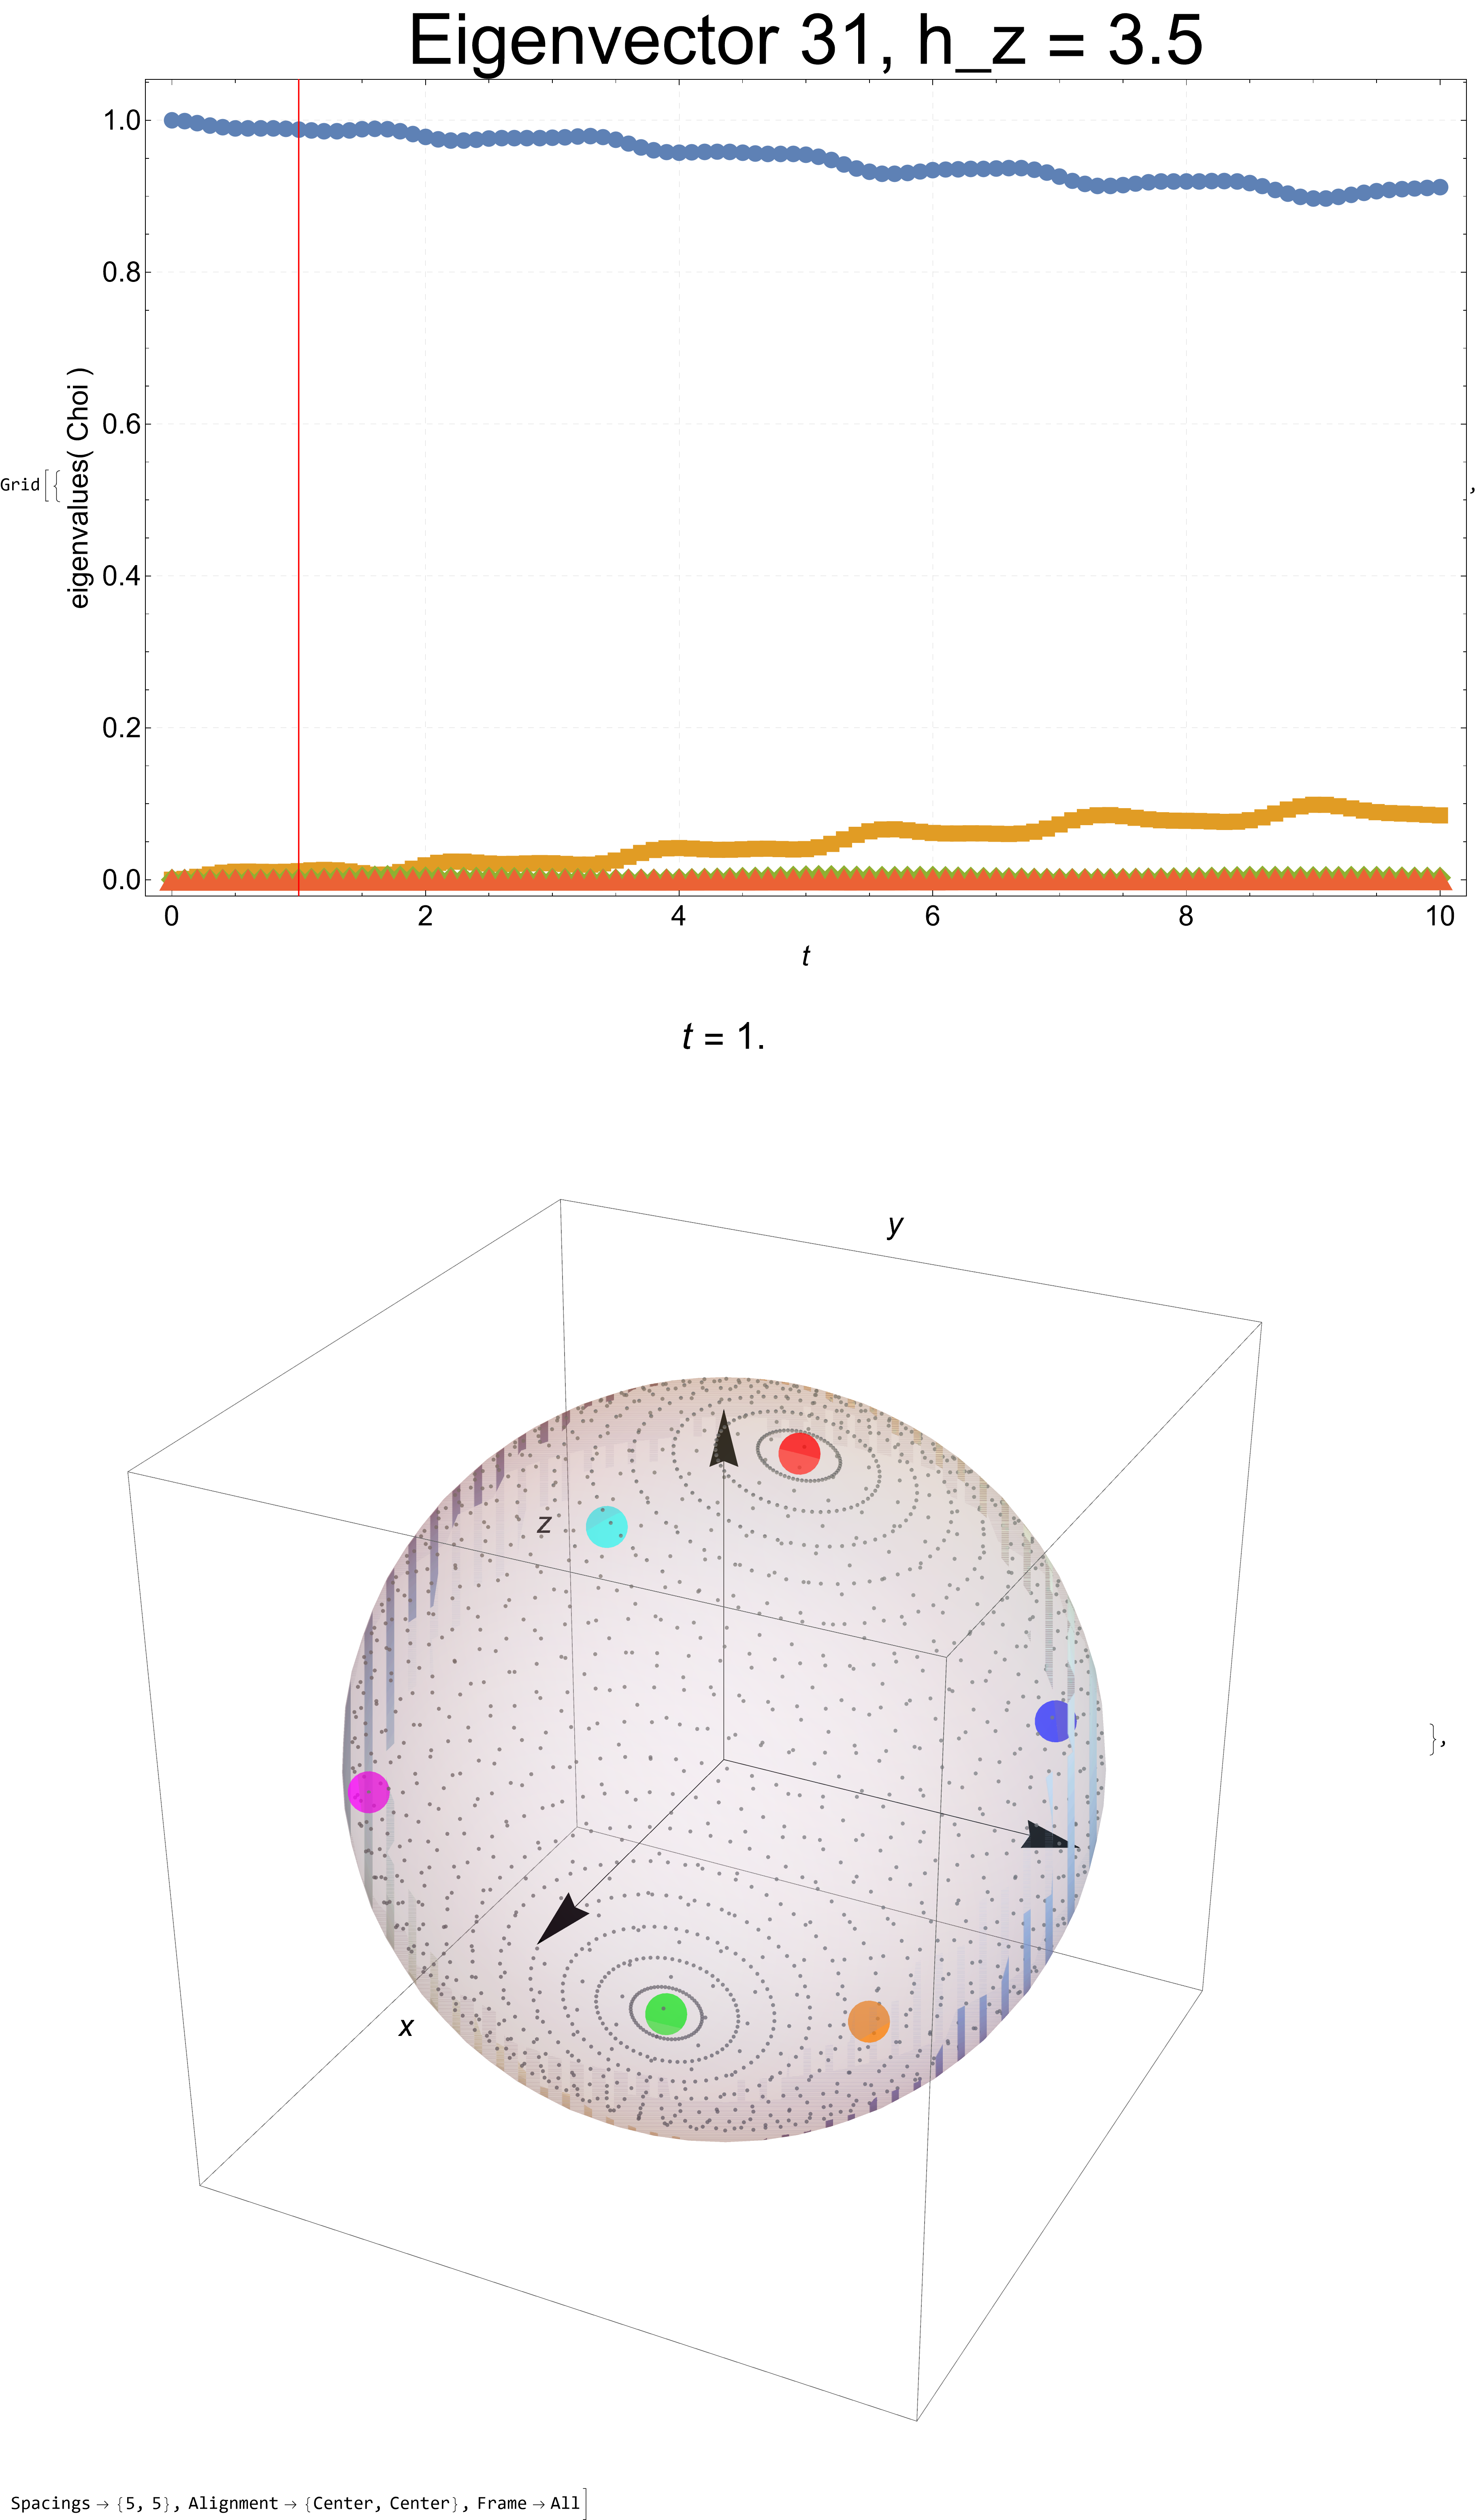 Eigenvector 31, h_z = 3.5
1.0
0.8
0.6
0.4
0.2
0.0
eigenvalues( Choi )
Grid[{
,
0 2 4 6 8 10
t
t = 1.
y
z
x
},
Spacings → {5, 5}, Alignment → {Center, Center}, Frame → All]